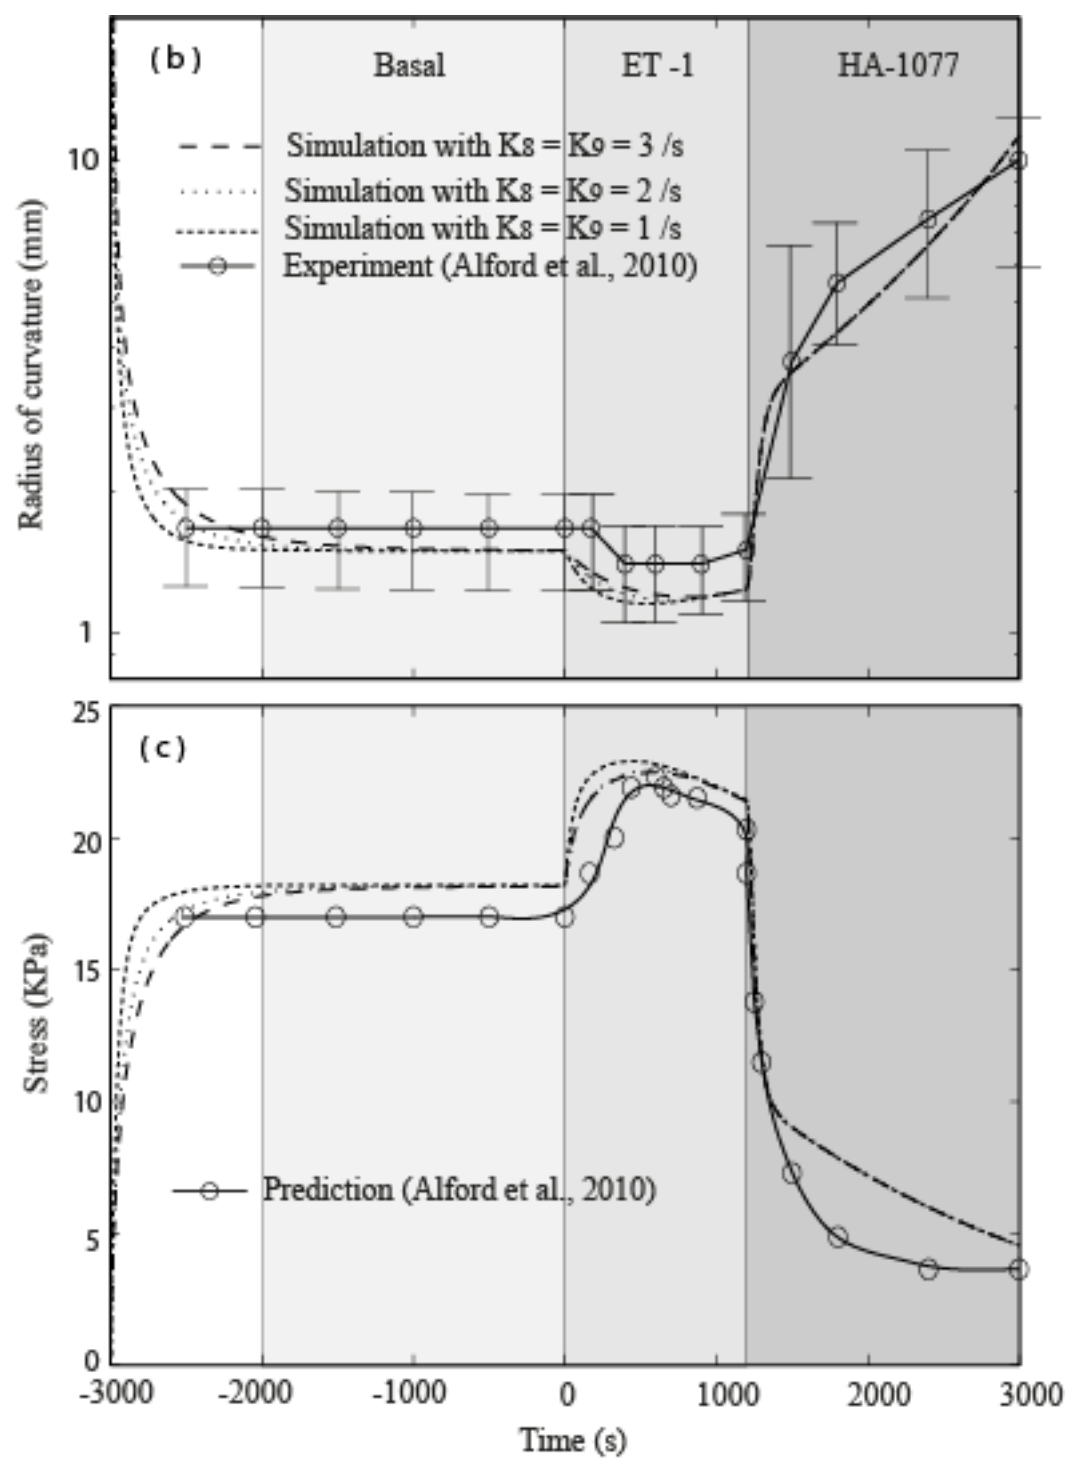 (b)
Basal
ET -1
HA-1077
Simulation with K8 = K9 = 3 /s
Simulation with K8 = K9 = 2 /s
Simulation with K8 = K9 = 1 /s
Experiment (Alford et al., 2010)
10
1
Radius of curvature (mm)
25
(c)
20
15
10
5
0
Stress (KPa)
Prediction (Alford et al., 2010)
-3000 -2000 -1000 0 1000 2000 3000
Time (s)